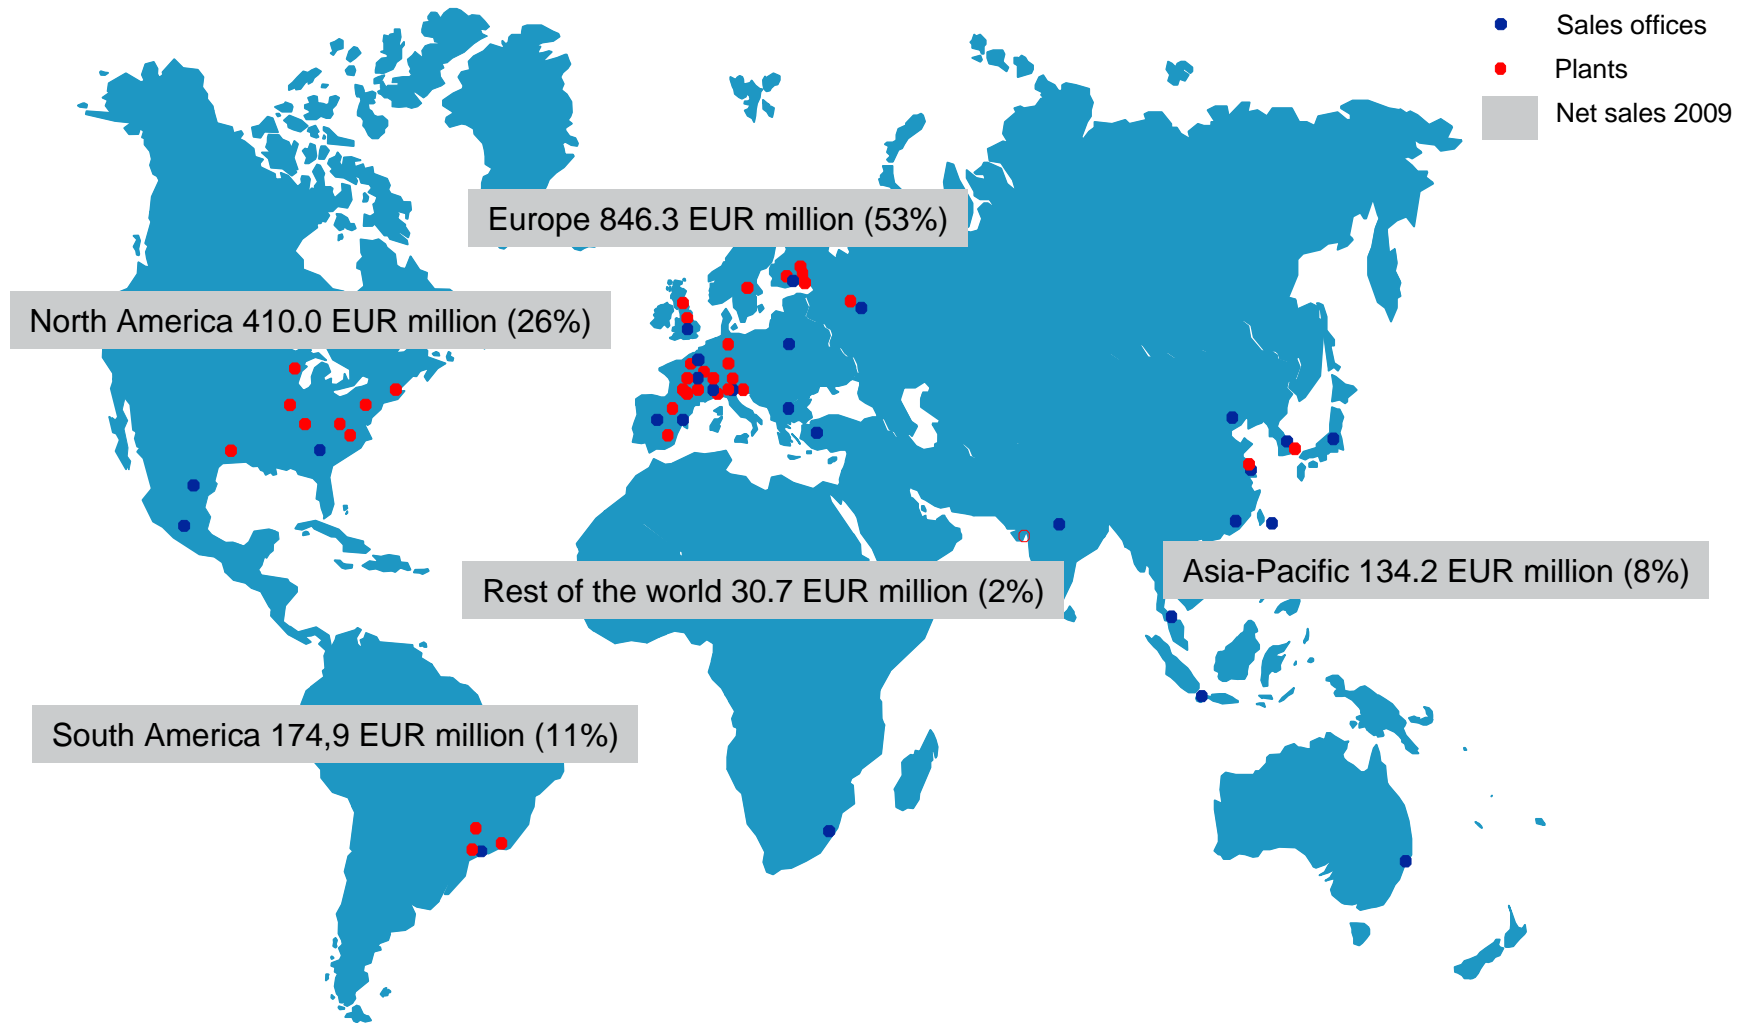 Sales offices
Plants
Net sales 2009
Europe 846.3 EUR million (53%)
North America 410.0 EUR million (26%)
Rest of the world 30.7 EUR million (2%)
Asia-Pacific 134.2 EUR million (8%)
South America 174,9 EUR million (11%)